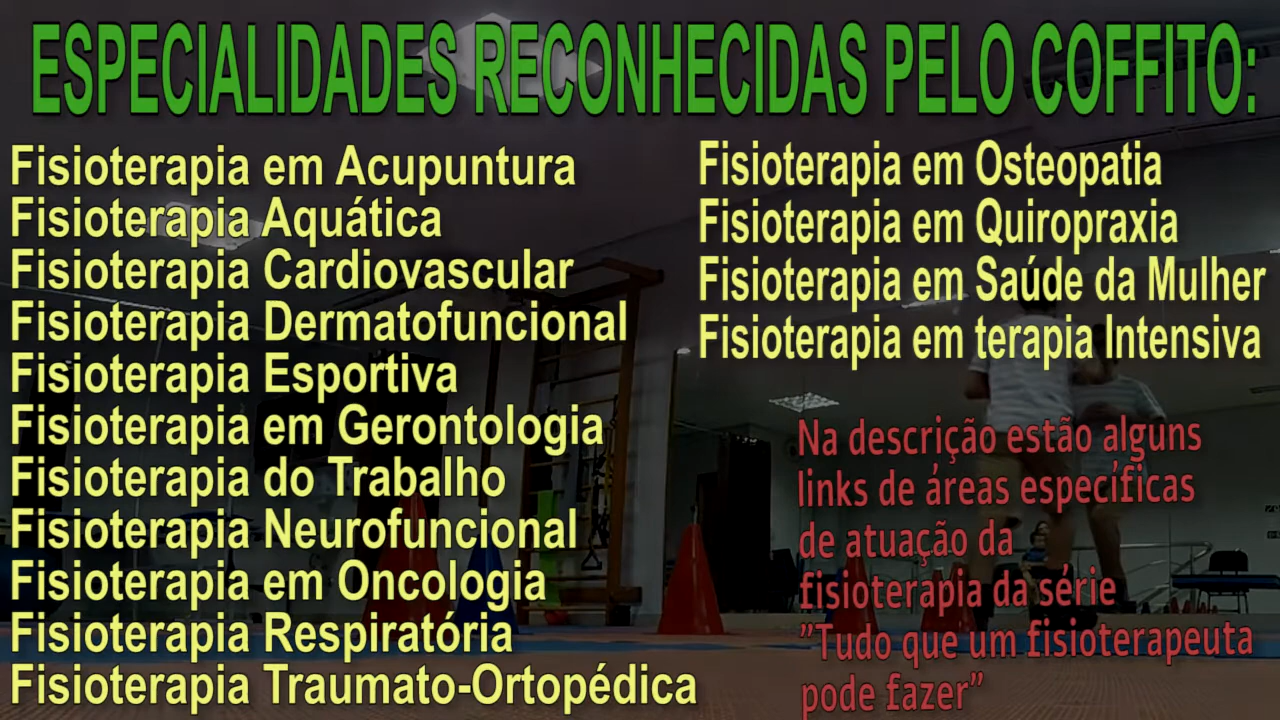 ESPECIALIDADES RECONHECIDAS PELO COFFITO:
Fisioterapia em Acupuntura
Fisioterapia Aquática
Fisioterapia Cardiovascular
Fisioterapia Dermatofuncional
Fisioterapia Esportiva
Fisioterapia em Gerontologia
Fisioterapia do Trabalho
Fisioterapia Neurofuncional
Fisioterapia em Oncologia
Fisioterapia Respiratória
Fisioterapia Traumato-Ortopédica
Fisioterapia em Osteopatia
Fisioterapia em Quiropraxia
Fisioterapia em Saúde da Mulher
Fisioterapia em terapia Intensiva
Na descrição estão alguns
links de áreas específicas
de atuação da
fisioterapia da série
”Tudo que um fisioterapeuta
pode fazer”